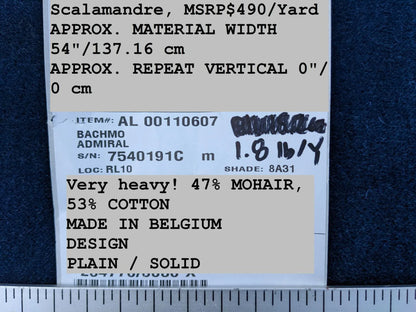 Scalamandre, MSRP$490/Yard
APPROX. MATERIAL WIDTH
54"/137.16 cm
APPROX. REPEAT VERTICAL 0"/
0 cm
ITEM#: AL 00110607
BACHMO
ADMIRAL
1.8 lb/Y
S/N: 7540191C m
LOC: RL10 SHADE: 8A31
Very heavy! 47% MOHAIR,
53% COTTON
MADE IN BELGIUM
DESIGN
PLAIN / SOLID